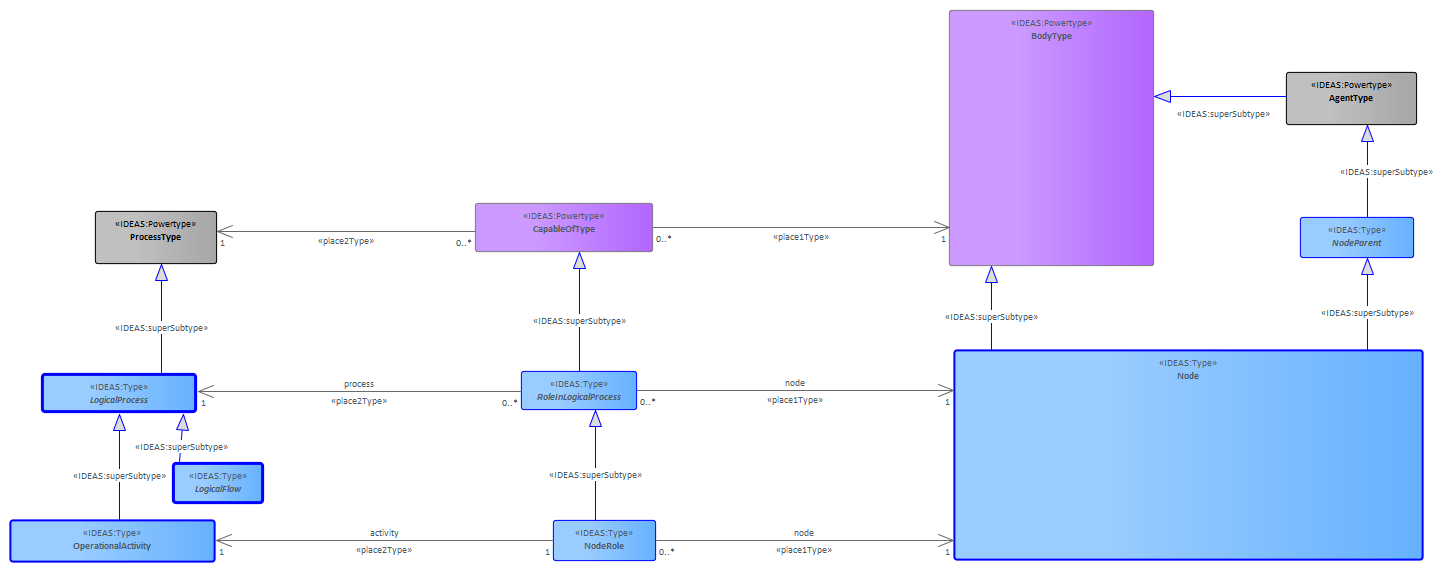 «IDEAS:Powertype»
BodyType
«IDEAS:Powertype»
AgentType
«IDEAS:superSubtype»
«IDEAS:superSubtype»
«IDEAS:Powertype»
ProcessType
1
«place2Type»
0..*
«IDEAS:Powertype»
CapableOfType
0..*
«place1Type»
1
«IDEAS:Type»
NodeParent
«IDEAS:superSubtype»
«IDEAS:superSubtype»
«IDEAS:superSubtype»
«IDEAS:superSubtype»
«IDEAS:Type»
LogicalProcess
1
process
«place2Type»
0..*
«IDEAS:Type»
RoleInLogicalProcess
0..*
node
«place1Type»
1
«IDEAS:Type»
Node
«IDEAS:superSubtype»
«IDEAS:superSubtype»
«IDEAS:superSubtype»
«IDEAS:Type»
LogicalFlow
«IDEAS:Type»
OperationalActivity
1
activity
«place2Type»
1
«IDEAS:Type»
NodeRole
0..*
node
«place1Type»
1